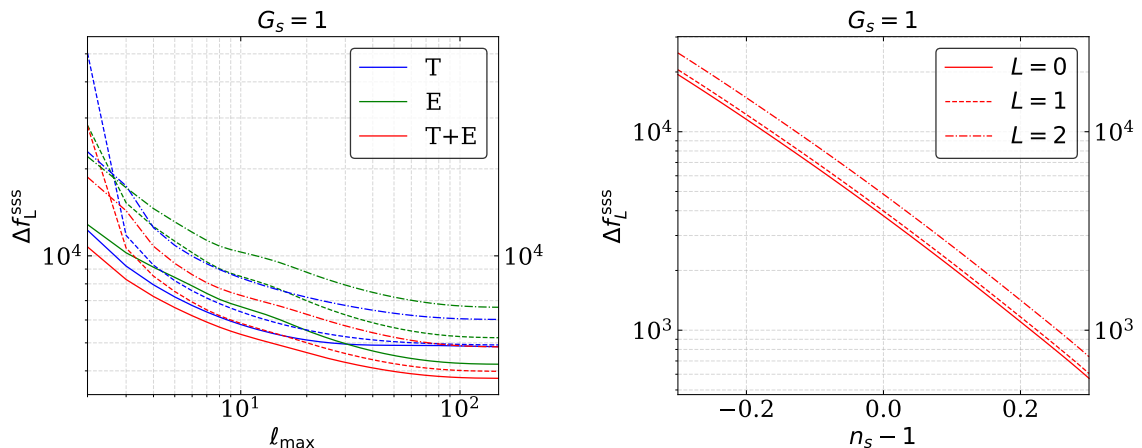 G_s = 1
T
E
T+E
Δf_L^sss
10^4
10^4
10^1
10^2
ℓ_max
G_s = 1
L = 0
L = 1
L = 2
Δf_L^sss
10^4
10^3
10^4
10^3
−0.2
0.0
0.2
n_s − 1